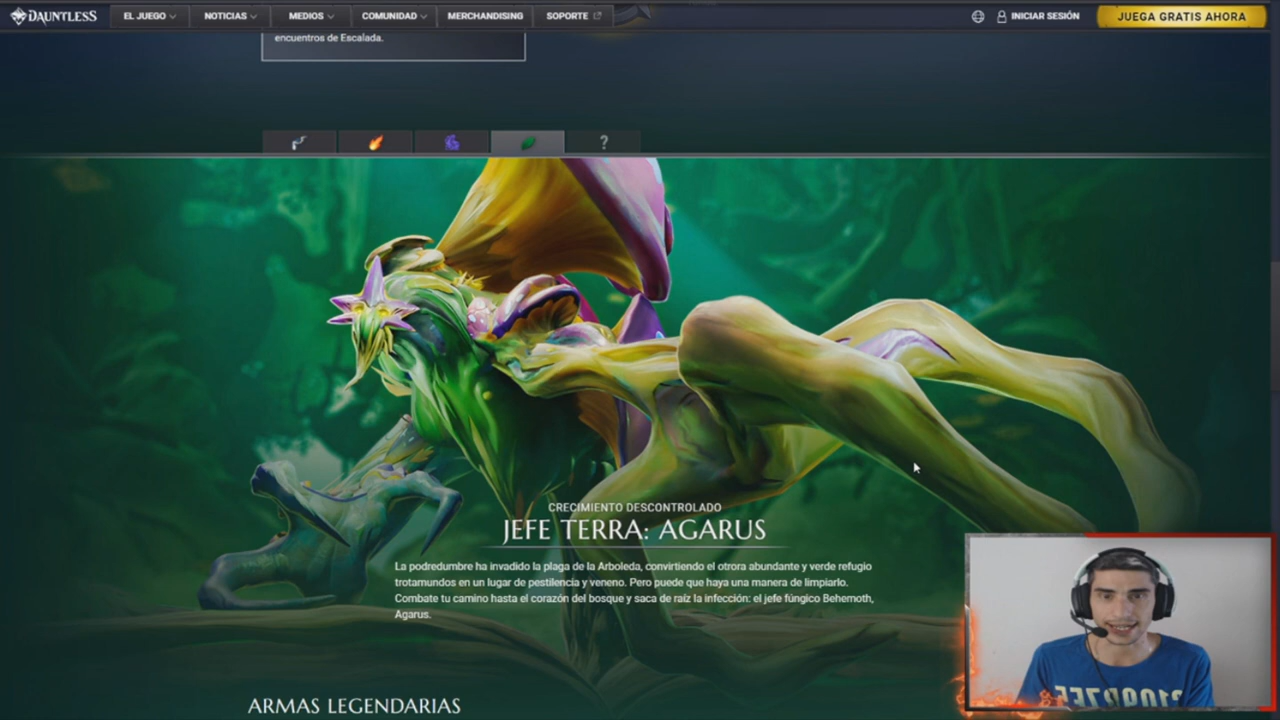 DAUNTLESS
EL JUEGO
NOTICIAS
MEDIOS
COMUNIDAD
MERCHANDISING
SOPORTE
INICIAR SESIÓN
JUEGA GRATIS AHORA
encuentros de Escalada.
?
CRECIMIENTO DESCONTROLADO
JEFE TERRA: AGARUS
La podredumbre ha invadido la plaga de la Arboleda, convirtiendo el otrora abundante y verde refugio
trotamundos en un lugar de pestilencia y veneno. Pero puede que haya una manera de limpiarlo.
Combate tu camino hasta el corazón del bosque y saca de raíz la infección: el jefe fúngico Behemoth,
Agarus.
ARMAS LEGENDARIAS